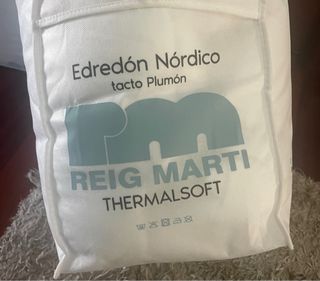 Edredón Nórdico
tacto Plumón
rm
REIG MARTI
THERMALSOFT